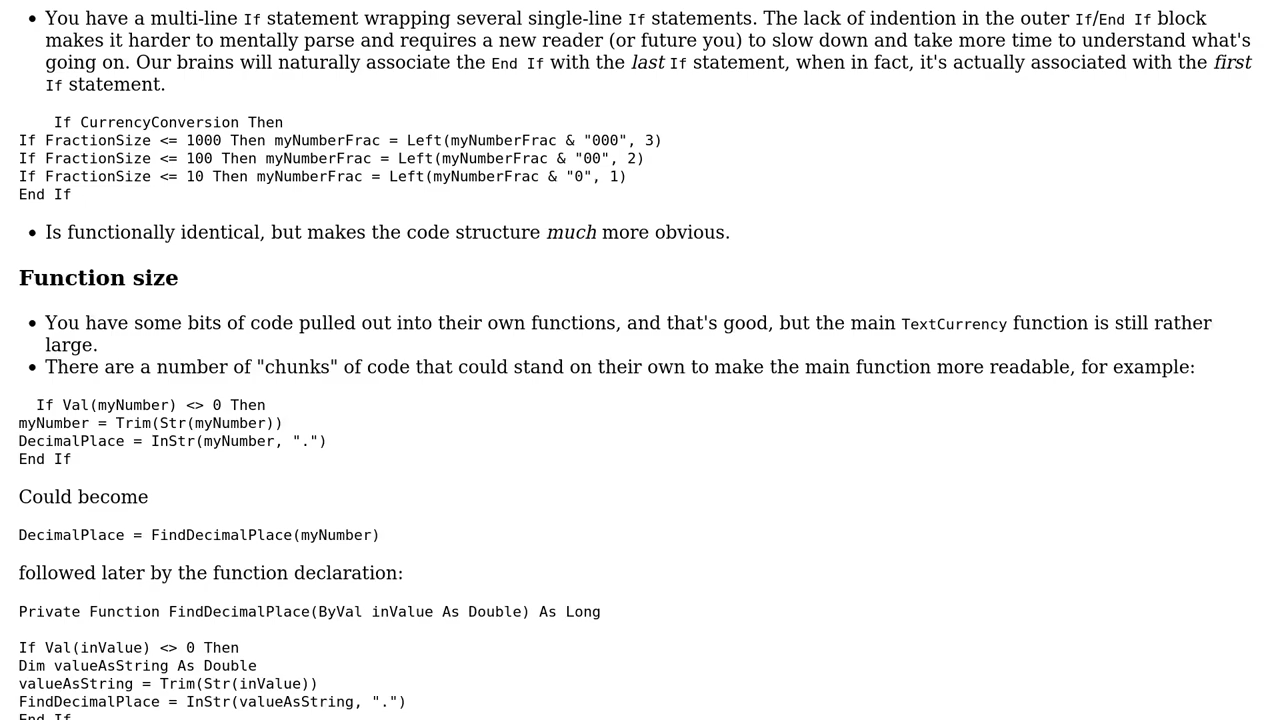 • You have a multi-line If statement wrapping several single-line If statements. The lack of indention in the outer If/End If block
makes it harder to mentally parse and requires a new reader (or future you) to slow down and take more time to understand what's
going on. Our brains will naturally associate the End If with the last If statement, when in fact, it's actually associated with the first
If statement.
If CurrencyConversion Then
If FractionSize <= 1000 Then myNumberFrac = Left(myNumberFrac & "000", 3)
If FractionSize <= 100 Then myNumberFrac = Left(myNumberFrac & "00", 2)
If FractionSize <= 10 Then myNumberFrac = Left(myNumberFrac & "0", 1)
End If
• Is functionally identical, but makes the code structure much more obvious.
Function size
• You have some bits of code pulled out into their own functions, and that's good, but the main TextCurrency function is still rather
large.
• There are a number of "chunks" of code that could stand on their own to make the main function more readable, for example:
If Val(myNumber) <> 0 Then
myNumber = Trim(Str(myNumber))
DecimalPlace = InStr(myNumber, ".")
End If
Could become
DecimalPlace = FindDecimalPlace(myNumber)
followed later by the function declaration:
Private Function FindDecimalPlace(ByVal inValue As Double) As Long
If Val(inValue) <> 0 Then
Dim valueAsString As Double
valueAsString = Trim(Str(inValue))
FindDecimalPlace = InStr(valueAsString, ".")
End If